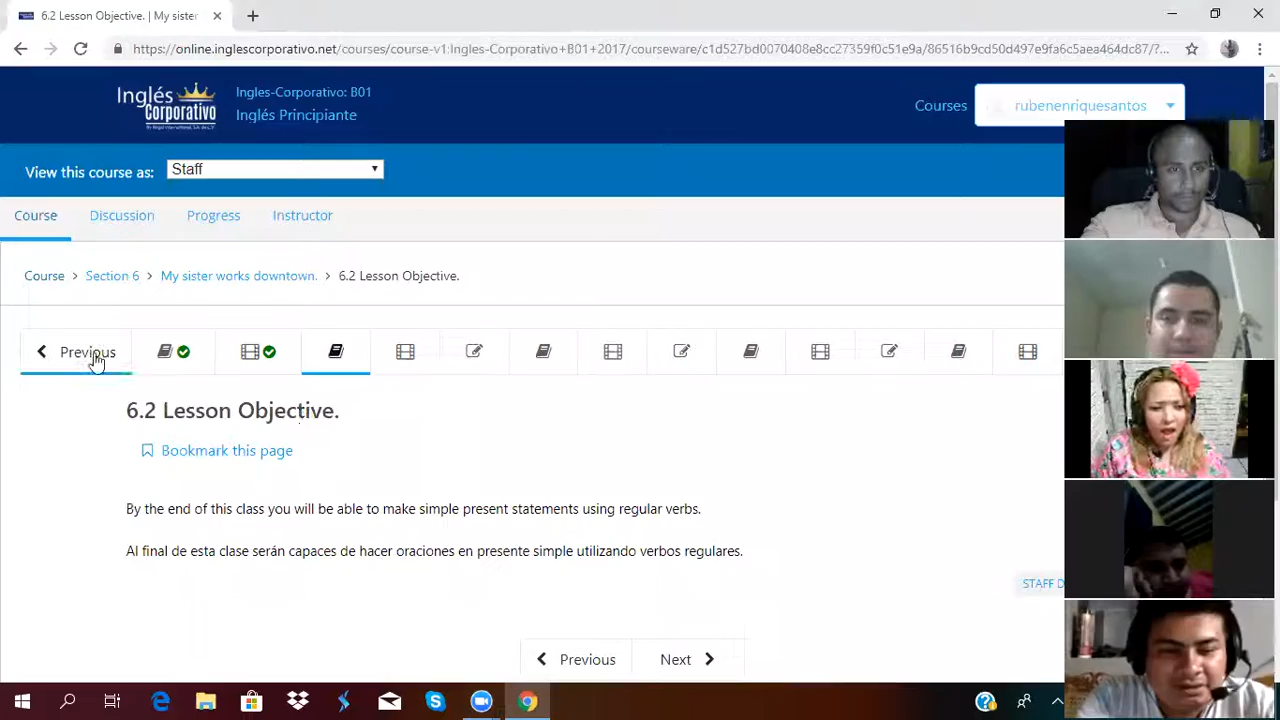 6.2 Lesson Objective. | My sister
https://online.inglescorporativo.net/courses/course-v1:Ingles-Corporativo+B01+2017/courseware/c1d527bd0070408e8cc27359f0c51e9a/86516b9cd50d497e9fa6c5aea464dc87/?...
Inglés
Corporativo
Ingles-Corporativo: B01
Inglés Principiante
Courses
rubenenriquesantos
View this course as:
Staff
Course
Discussion
Progress
Instructor
Course > Section 6 > My sister works downtown. > 6.2 Lesson Objective.
Previous
6.2 Lesson Objective.
Bookmark this page
By the end of this class you will be able to make simple present statements using regular verbs.
Al final de esta clase serán capaces de hacer oraciones en presente simple utilizando verbos regulares.
STAFF D
Previous
Next